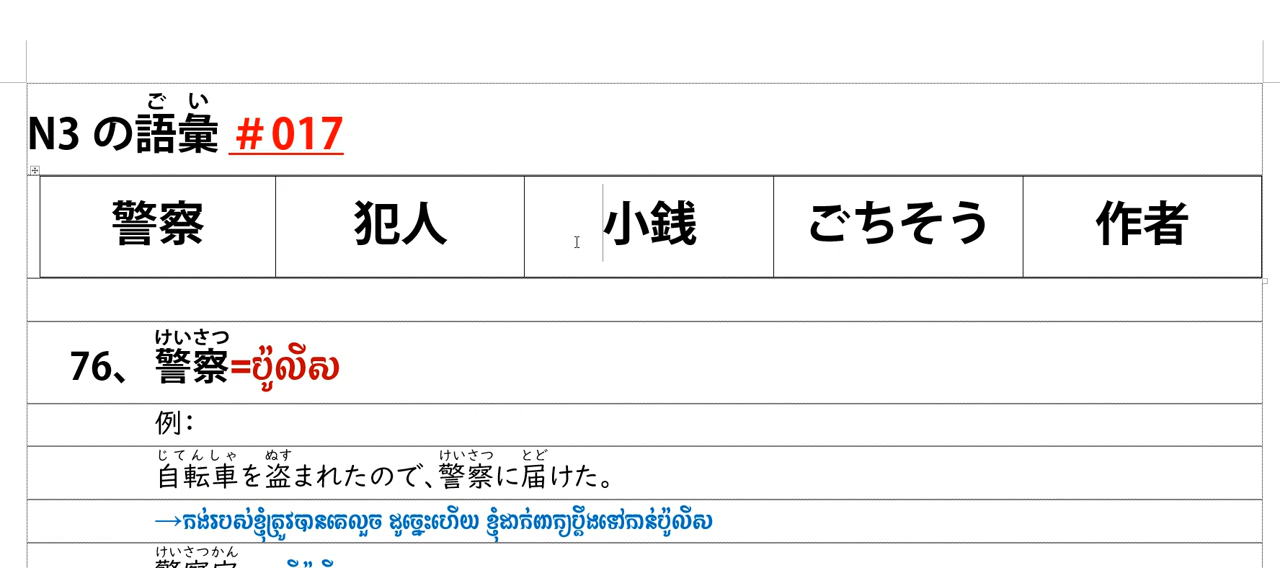 ごい
N3 の語彙 ＃017
警察 犯人 小銭 ごちそう 作者
けいさつ
76、警察=ប៉ូលីស
例：
じてんしゃ ぬす けいさつ とど
自転車を盗まれたので、警察に届けた。
→កង់របស់ខ្ញុំត្រូវបានគេលួច ដូច្នេះហើយ ខ្ញុំដាក់ពាក្យប្ដឹងទៅកាន់ប៉ូលីស
けいさつかん